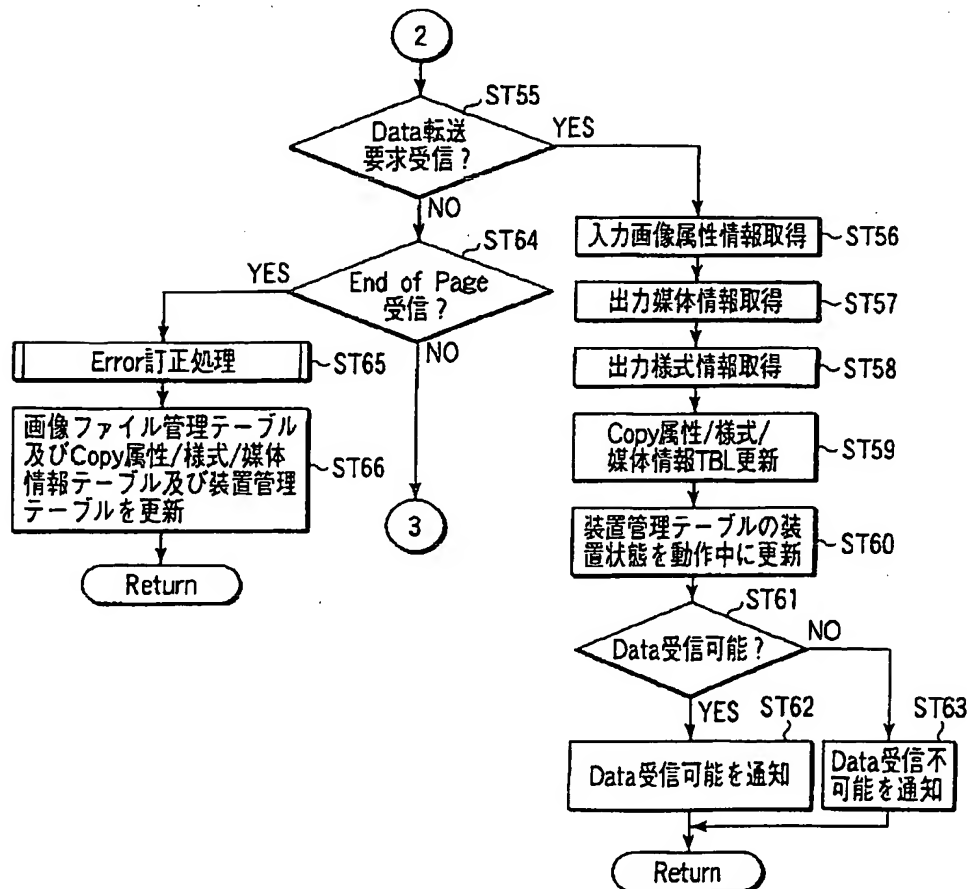 2
ST55
Data転送
要求受信?
YES
NO
ST64
End of Page
受信?
YES
NO
3
Error訂正処理
ST65
画像ファイル管理テーブル
及びCopy属性/様式/媒体
情報テーブル及び装置管理
テーブルを更新
ST66
Return
入力画像属性情報取得
ST56
出力媒体情報取得
ST57
出力様式情報取得
ST58
Copy属性/様式/
媒体情報TBL更新
ST59
装置管理テーブルの装
置状態を動作中に更新
ST60
ST61
Data受信可能?
NO
YES
ST62
Data受信可能を通知
ST63
Data受信不
可能を通知
Return